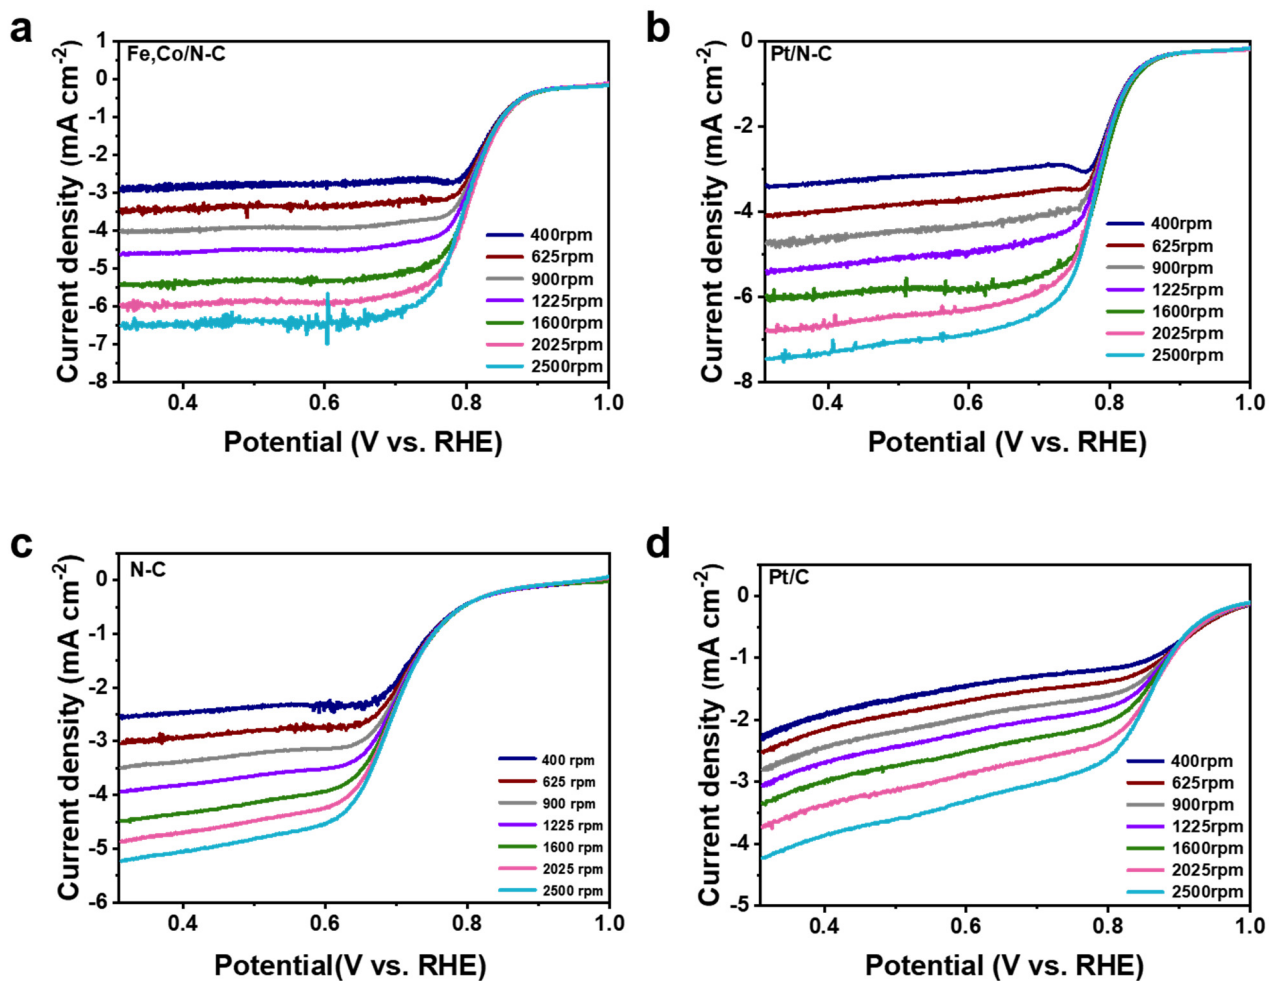 a
Fe,Co/N-C
1
0
-1
-2
-3
-4
-5
-6
-7
-8
Current density (mA cm⁻²)
400rpm
625rpm
900rpm
1225rpm
1600rpm
2025rpm
2500rpm
0.4 0.6 0.8 1.0
Potential (V vs. RHE)
b
Pt/N-C
0
-2
-4
-6
-8
Current density (mA cm⁻²)
400rpm
625rpm
900rpm
1225rpm
1600rpm
2025rpm
2500rpm
0.4 0.6 0.8 1.0
Potential (V vs. RHE)
c
N-C
0
-1
-2
-3
-4
-5
-6
Current density (mA cm⁻²)
400 rpm
625 rpm
900 rpm
1225 rpm
1600 rpm
2025 rpm
2500 rpm
0.4 0.6 0.8 1.0
Potential(V vs. RHE)
d
Pt/C
0
-1
-2
-3
-4
-5
Current density (mA cm⁻²)
400rpm
625rpm
900rpm
1225rpm
1600rpm
2025rpm
2500rpm
0.4 0.6 0.8 1.0
Potential (V vs. RHE)